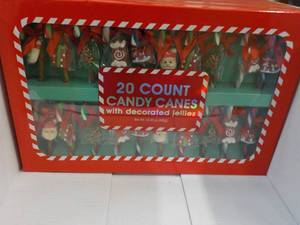 20 COUNT
CANDY CANES
with decorated jellies